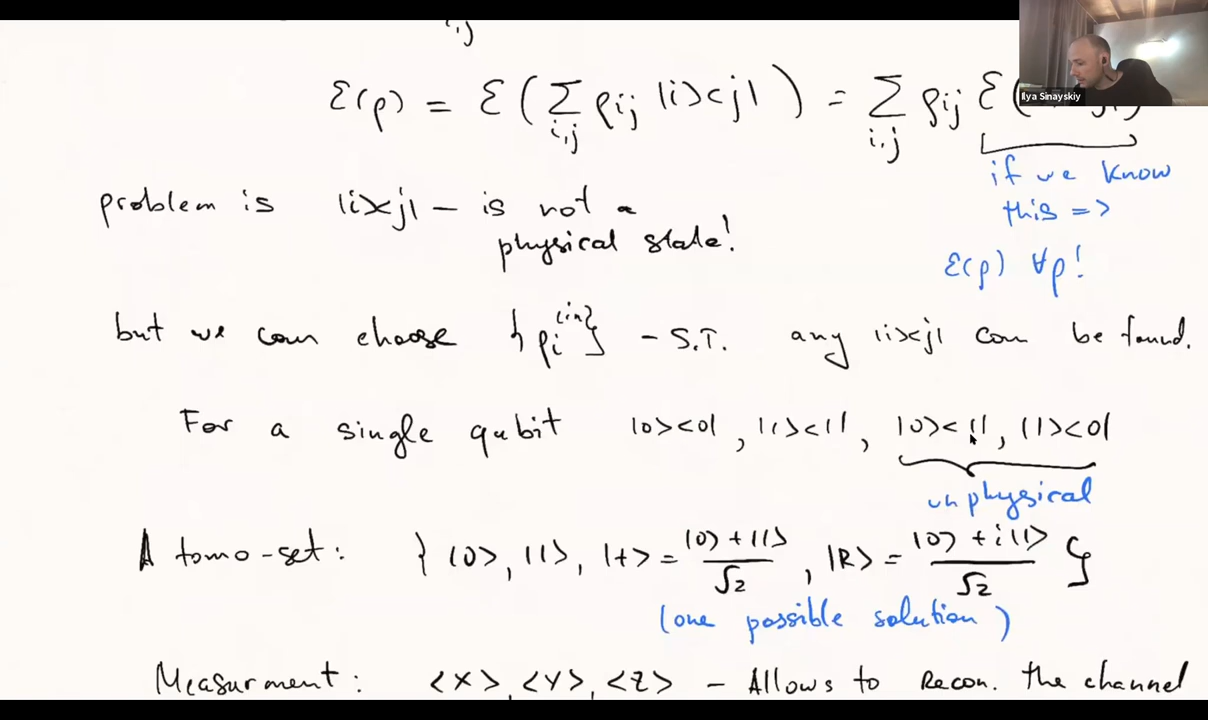 i,j
ε(ρ) = ε(∑ ρij |i><j|) = ∑ ρij ε(
i,j i,j
Ilya Sinayskiy
if we know
this =>
problem is |i><j| - is not a
physical state!
ε(ρ) ∀ρ!
but we can choose {ρi^(in)} - S.T. any |i><j| can be found.
For a single qubit |0><0|, |1><1|, |0><1|, |1><0|
unphysical
A tomo-set: { |0>, |1>, |+> = |0>+|1> / √2, |R> = |0>+i|1> / √2 }
(one possible solution)
Measurment: <X>, <Y>, <Z> - Allows to Recon. the channel